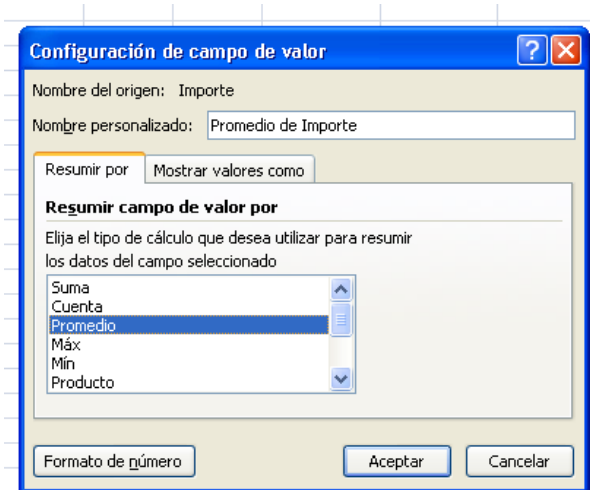 Configuración de campo de valor
Nombre del origen: Importe
Nombre personalizado: Promedio de Importe
Resumir por Mostrar valores como
Resumir campo de valor por
Elija el tipo de cálculo que desea utilizar para resumir
los datos del campo seleccionado
Suma
Cuenta
Promedio
Máx
Mín
Producto
Formato de número Aceptar Cancelar